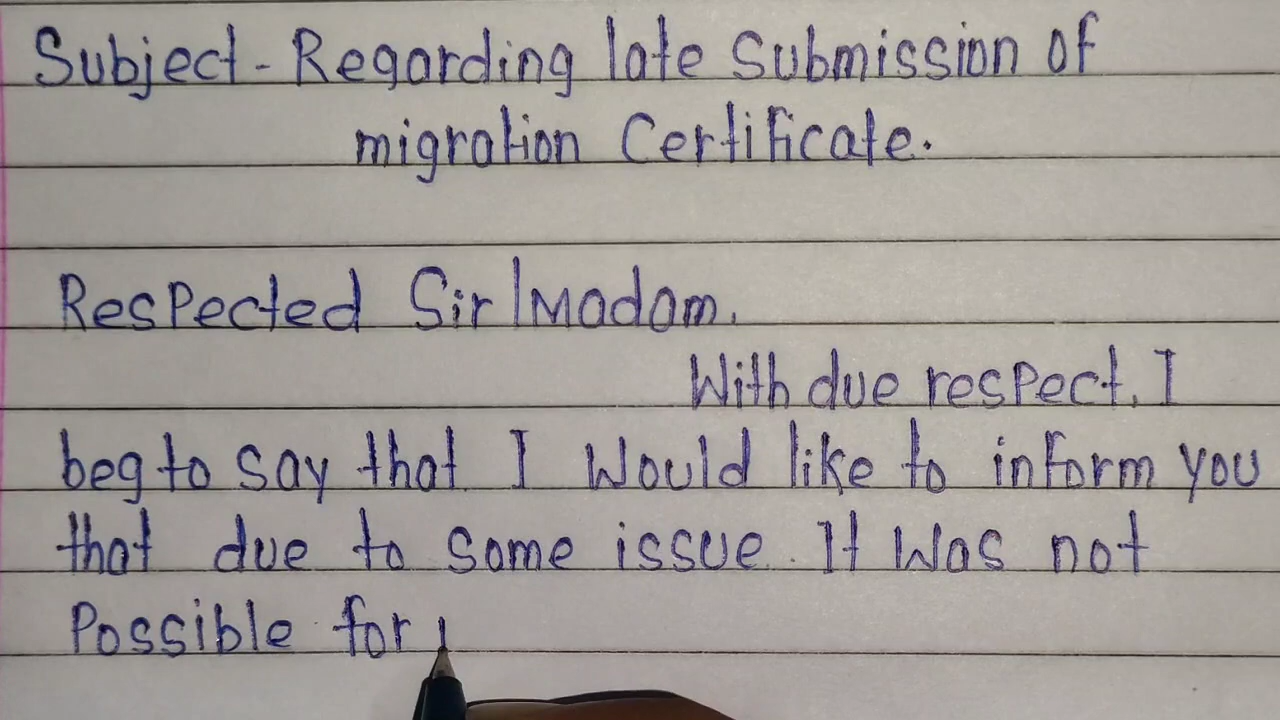 Subject - Regarding late submission of
migration Certificate.
Respected Sir/Madam,
With due respect, I
beg to say that I would like to inform you
that due to some issue. It was not
Possible for